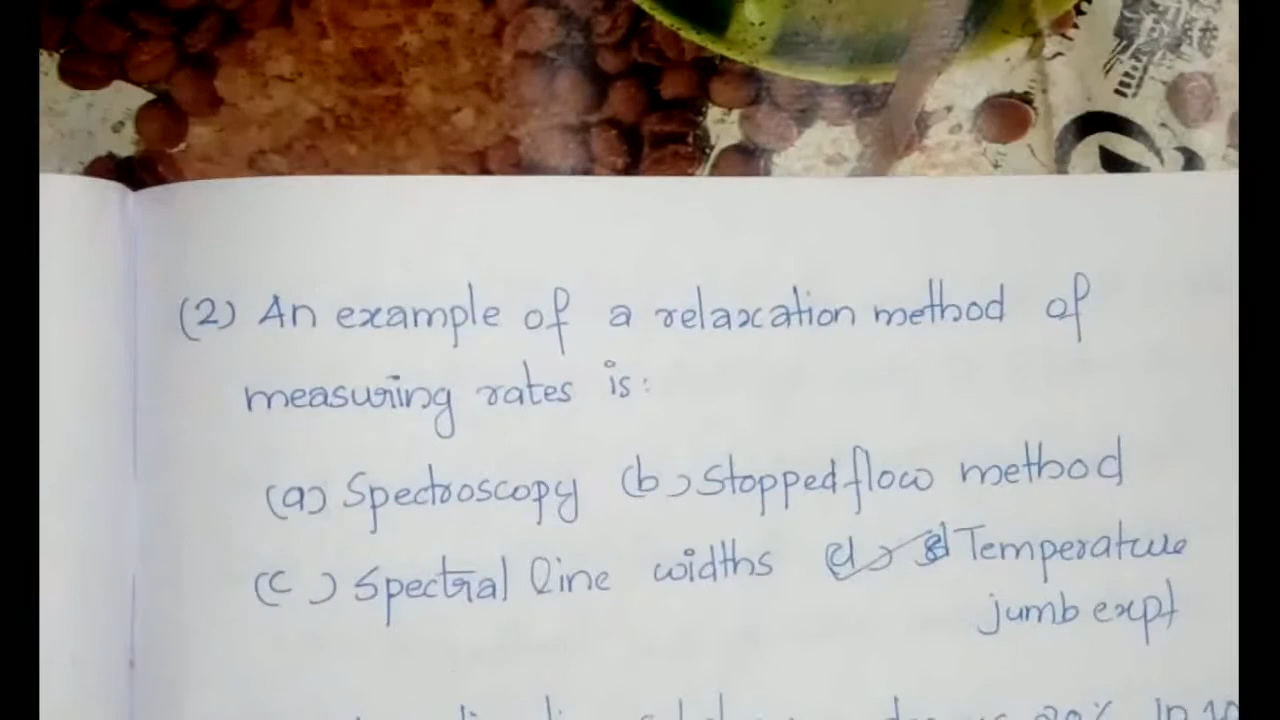 (2) An example of a relaxation method of
measuring rates is:
(a) Spectroscopy (b) Stopped flow method
(c) Spectral line widths (d) Temperature
jumb expt